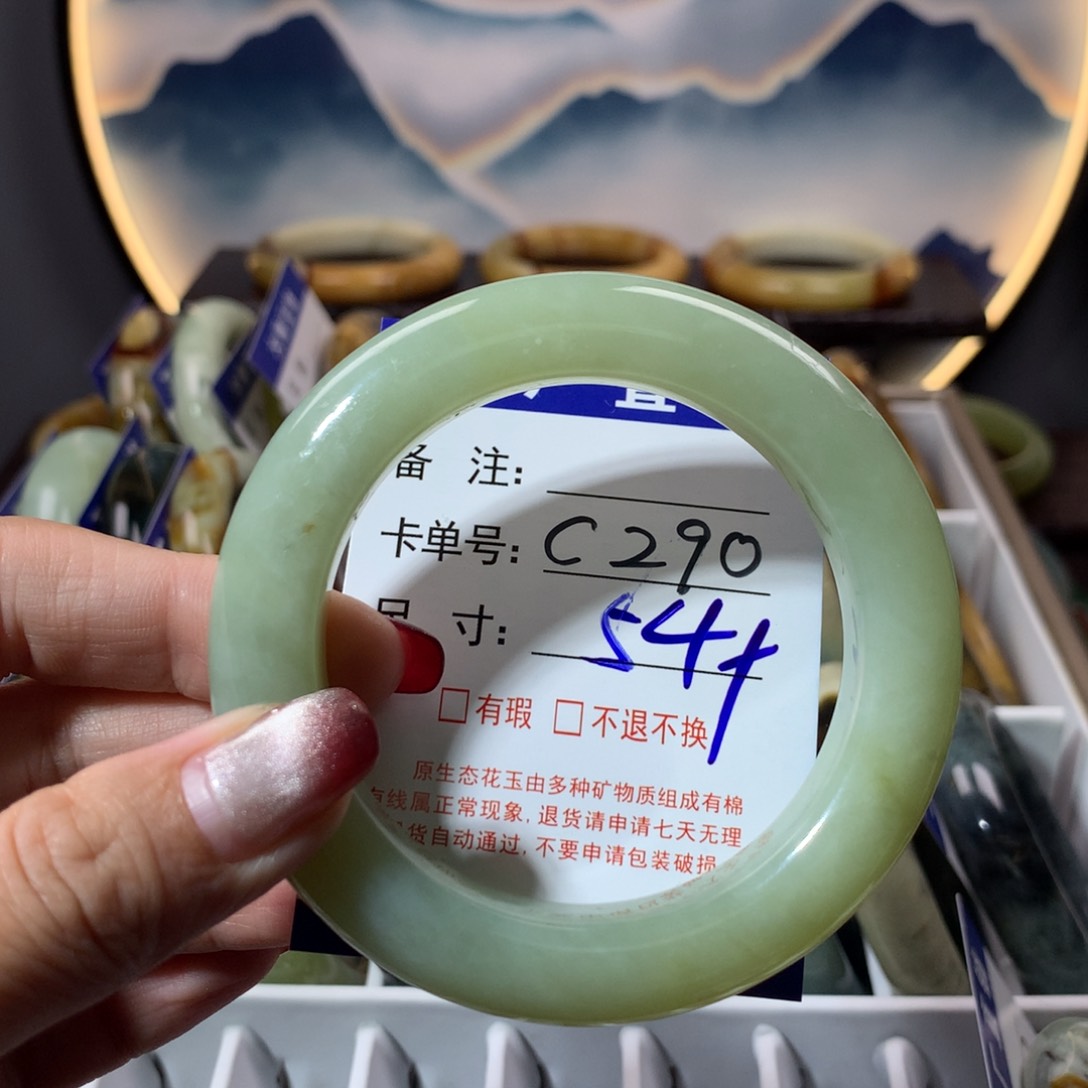 备 注:
卡单号: C290
尺 寸: 54+
□有瑕 □不退不换
原生态花玉由多种矿物质组成有棉
有线属正常现象,退货请申请七天无理
货自动通过,不要申请包装破损